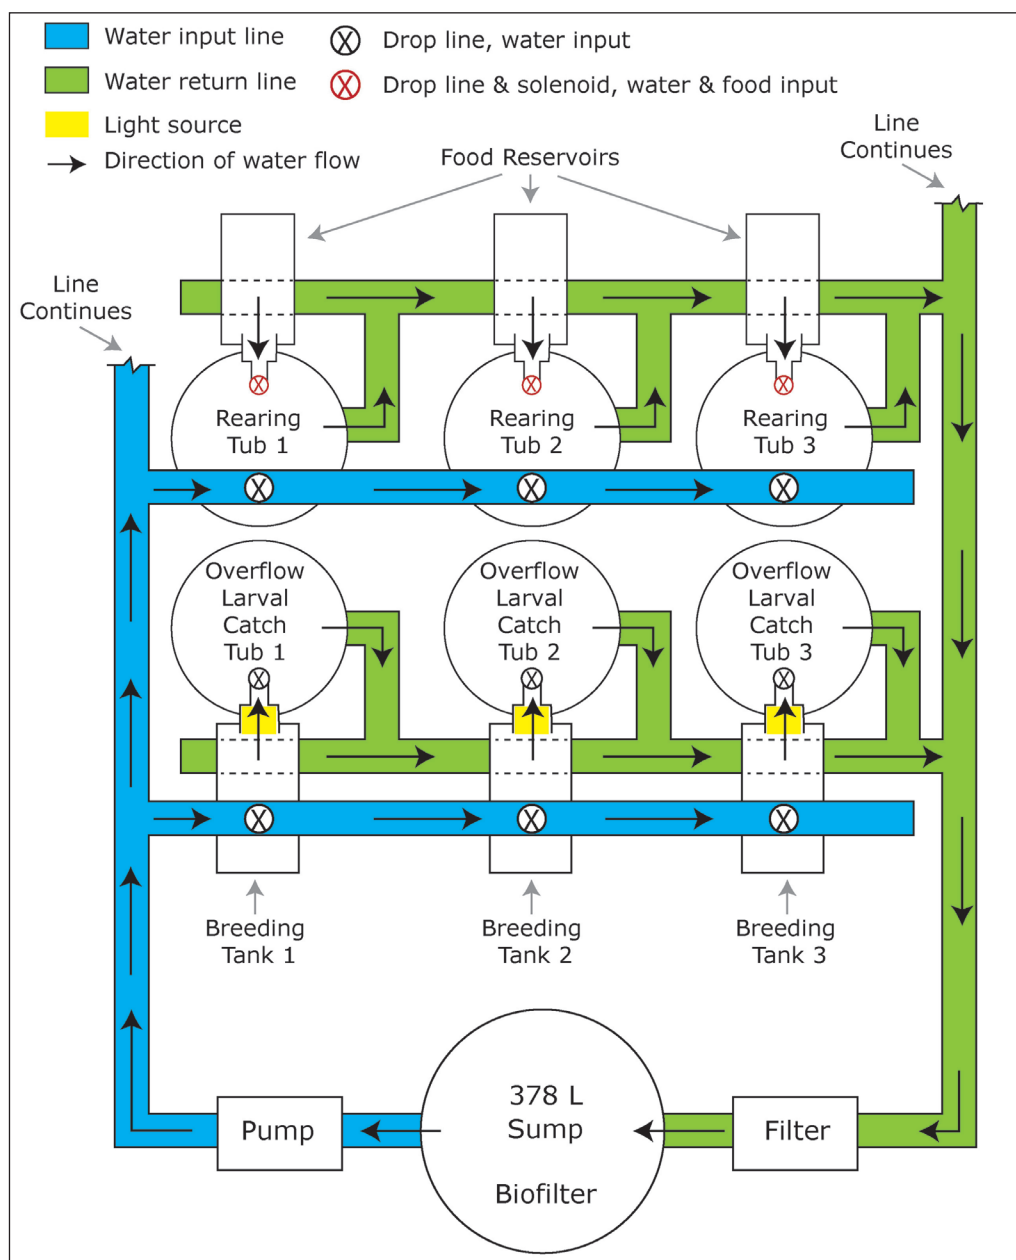 Water input line
Water return line
Light source
Direction of water flow
Drop line, water input
Drop line & solenoid, water & food input
Line
Continues
Food Reservoirs
Line
Continues
Rearing
Tub 1
Rearing
Tub 2
Rearing
Tub 3
Overflow
Larval
Catch
Tub 1
Overflow
Larval
Catch
Tub 2
Overflow
Larval
Catch
Tub 3
Breeding
Tank 1
Breeding
Tank 2
Breeding
Tank 3
Pump
378 L
Sump
Biofilter
Filter